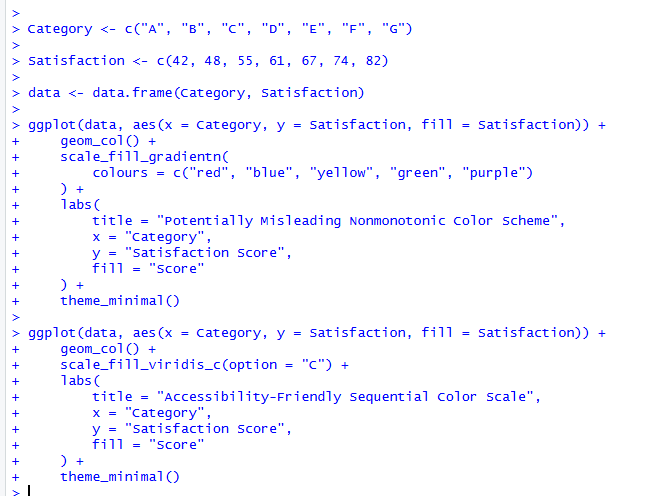 >
> Category <- c("A", "B", "C", "D", "E", "F", "G")
>
> Satisfaction <- c(42, 48, 55, 61, 67, 74, 82)
>
> data <- data.frame(Category, Satisfaction)
>
> ggplot(data, aes(x = Category, y = Satisfaction, fill = Satisfaction)) +
+     geom_col() +
+     scale_fill_gradientn(
+         colours = c("red", "blue", "yellow", "green", "purple")
+     ) +
+     labs(
+         title = "Potentially Misleading Nonmonotonic Color Scheme",
+         x = "Category",
+         y = "Satisfaction Score",
+         fill = "Score"
+     ) +
+     theme_minimal()
>
> ggplot(data, aes(x = Category, y = Satisfaction, fill = Satisfaction)) +
+     geom_col() +
+     scale_fill_viridis_c(option = "C") +
+     labs(
+         title = "Accessibility-Friendly Sequential Color Scale",
+         x = "Category",
+         y = "Satisfaction Score",
+         fill = "Score"
+     ) +
+     theme_minimal()
>